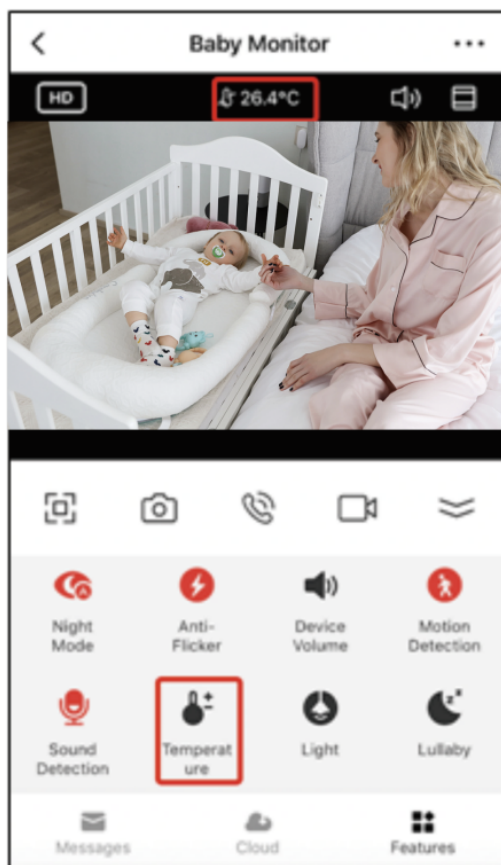 Baby Monitor
HD
26.4°C
Night
Mode
Anti-
Flicker
Device
Volume
Motion
Detection
Sound
Detection
Temperat
ure
Light
Lullaby
Messages
Cloud
Features